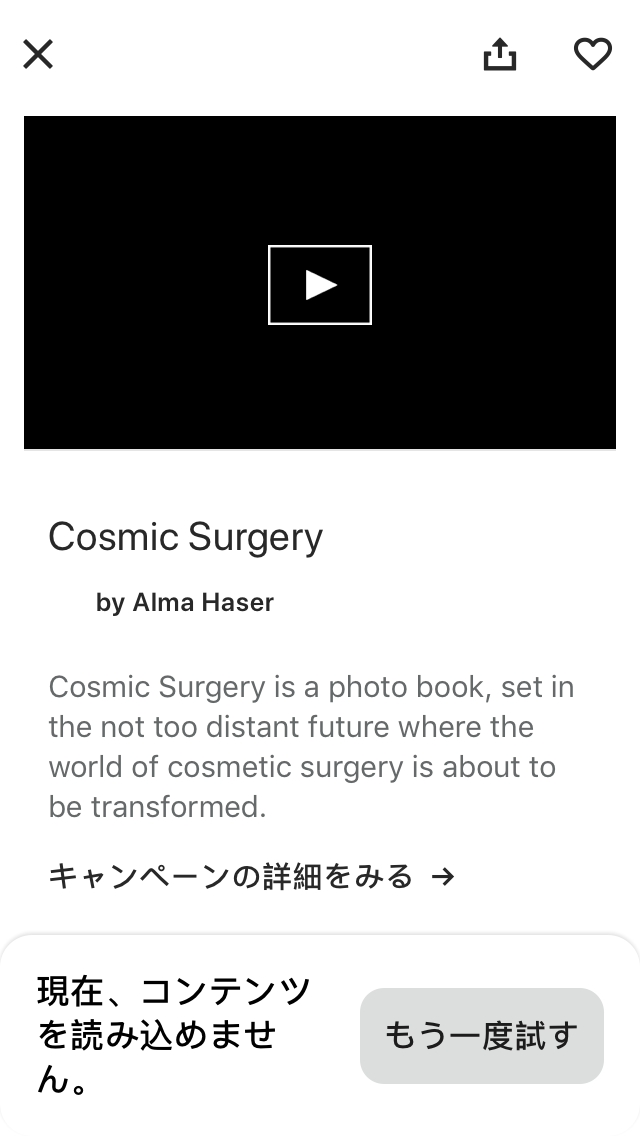 Cosmic Surgery
by Alma Haser
Cosmic Surgery is a photo book, set in
the not too distant future where the
world of cosmetic surgery is about to
be transformed.
キャンペーンの詳細をみる →
現在、コンテンツ
を読み込めませ
ん。
もう一度試す